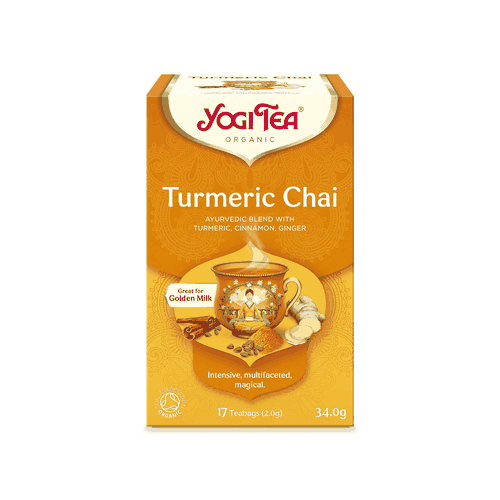 Turmeric Chai
YOGI TEA®
ORGANIC
Turmeric Chai
AYURVEDIC BLEND WITH
TURMERIC, CINNAMON, GINGER
Great for
Golden Milk
Intensive, multifaceted,
magical.
17 Teabags (2.0g) 34.0g